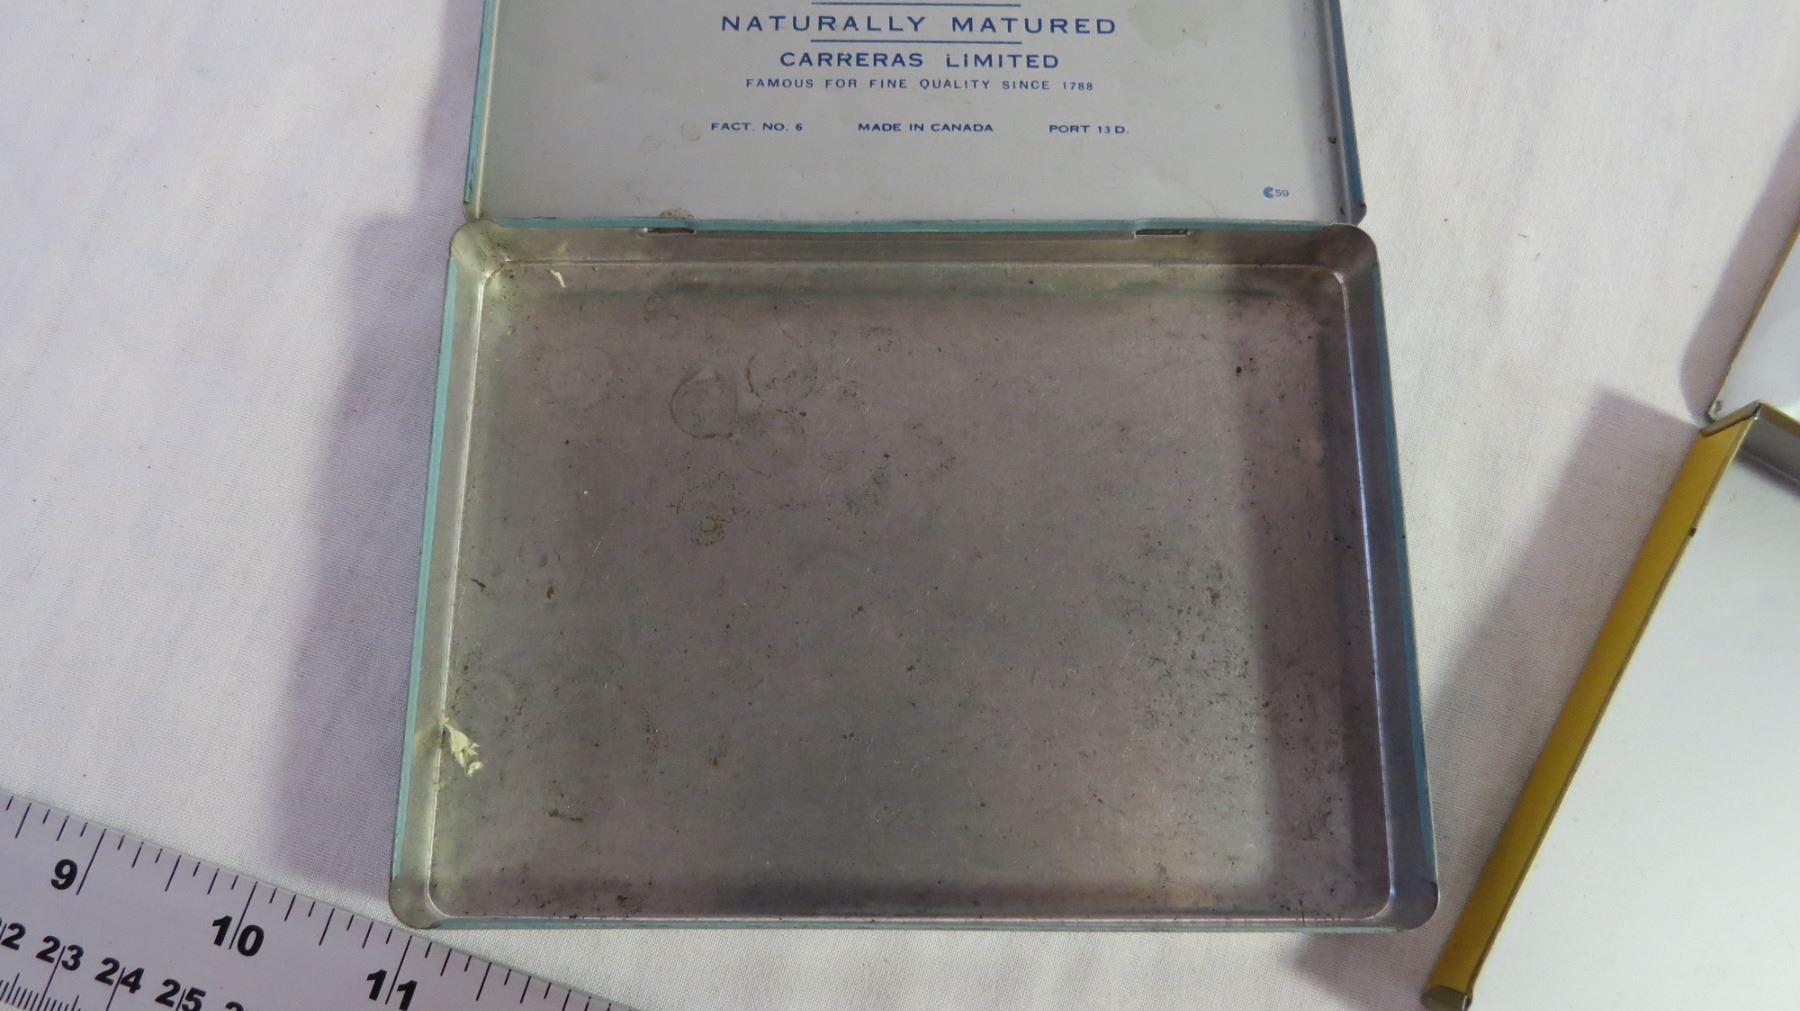 NATURALLY MATURED
CARRERAS LIMITED
FAMOUS FOR FINE QUALITY SINCE 1788
FACT. NO. 6 MADE IN CANADA PORT 13 D.
C59
9 10 11
23 24 25